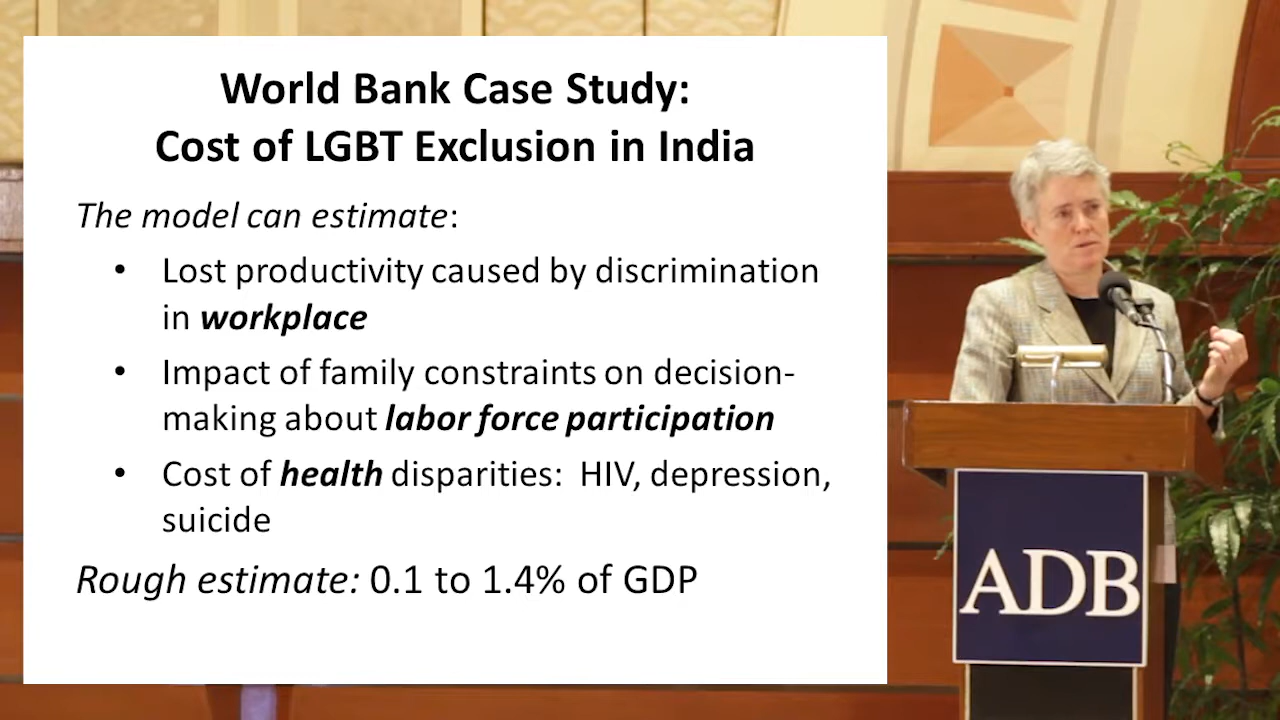 World Bank Case Study:
Cost of LGBT Exclusion in India
The model can estimate:
• Lost productivity caused by discrimination
in workplace
• Impact of family constraints on decision-
making about labor force participation
• Cost of health disparities: HIV, depression,
suicide
Rough estimate: 0.1 to 1.4% of GDP
ADB